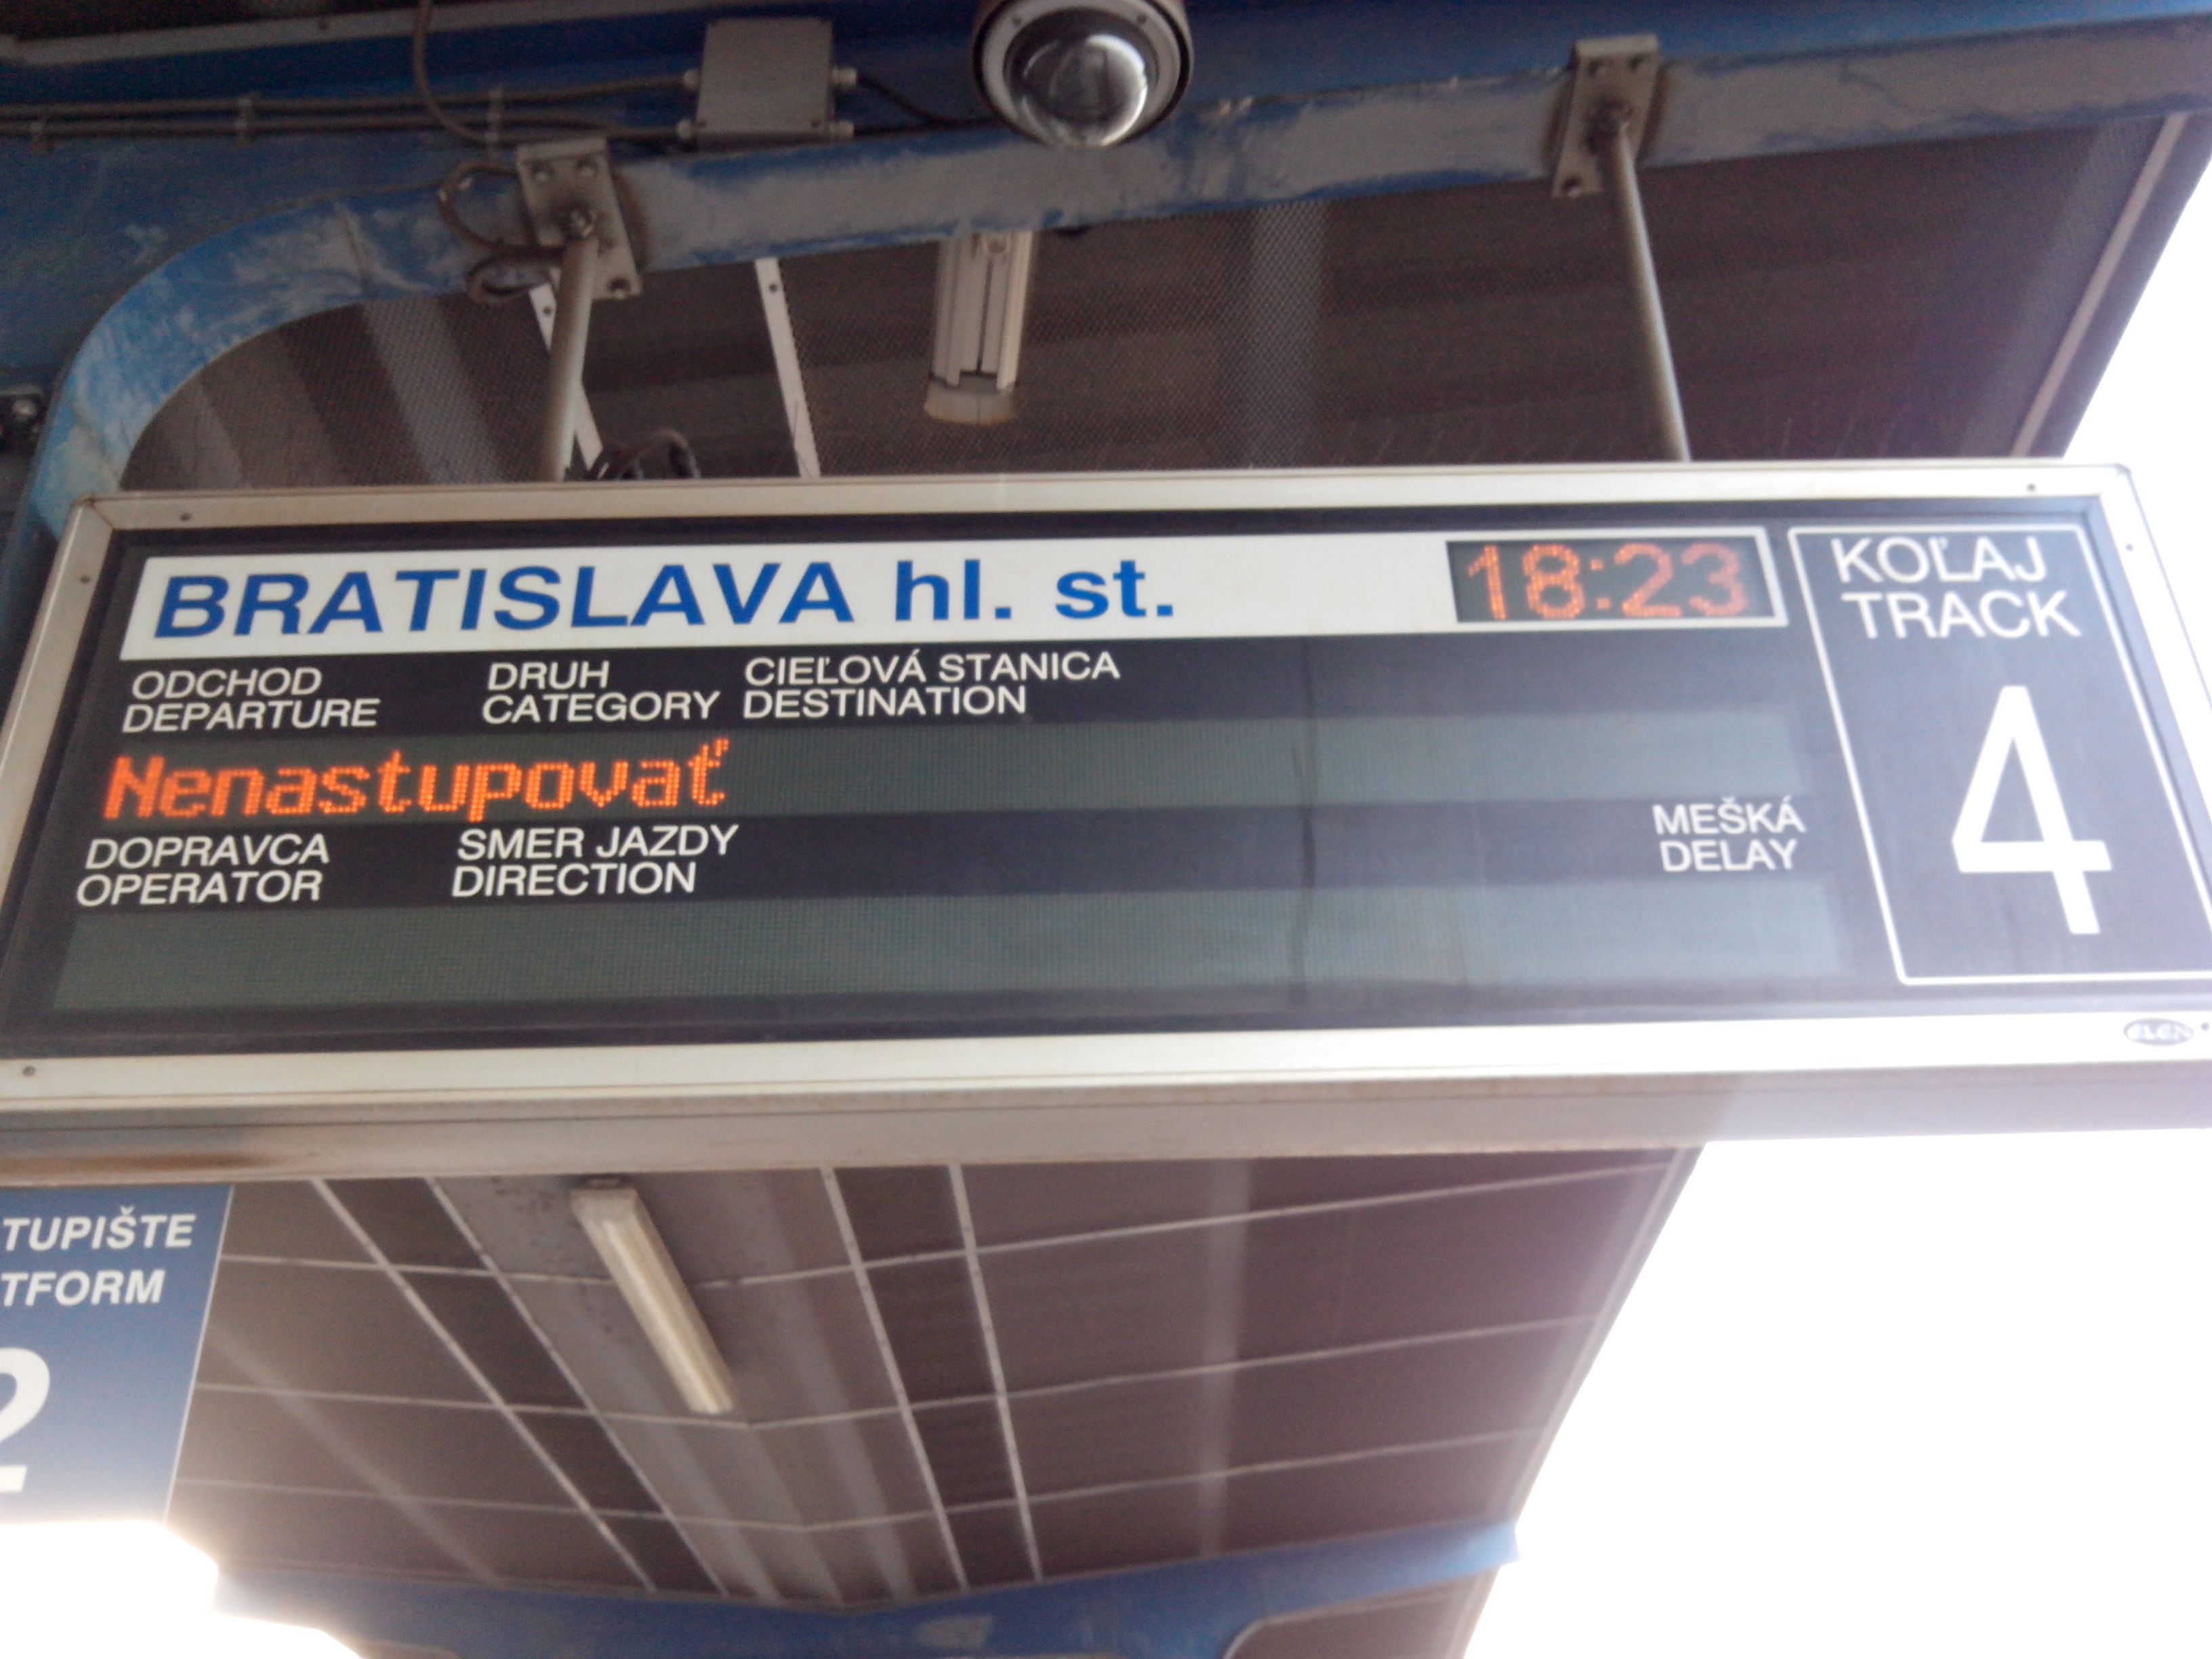 BRATISLAVA hl. st. 18:23
KOĽAJ
TRACK
4
ODCHOD
DEPARTURE
DRUH
CATEGORY
CIEĽOVÁ STANICA
DESTINATION
Nenastupovať
DOPRAVCA
OPERATOR
SMER JAZDY
DIRECTION
MEŠKÁ
DELAY
ELEN
TUPIŠTE
TFORM
2